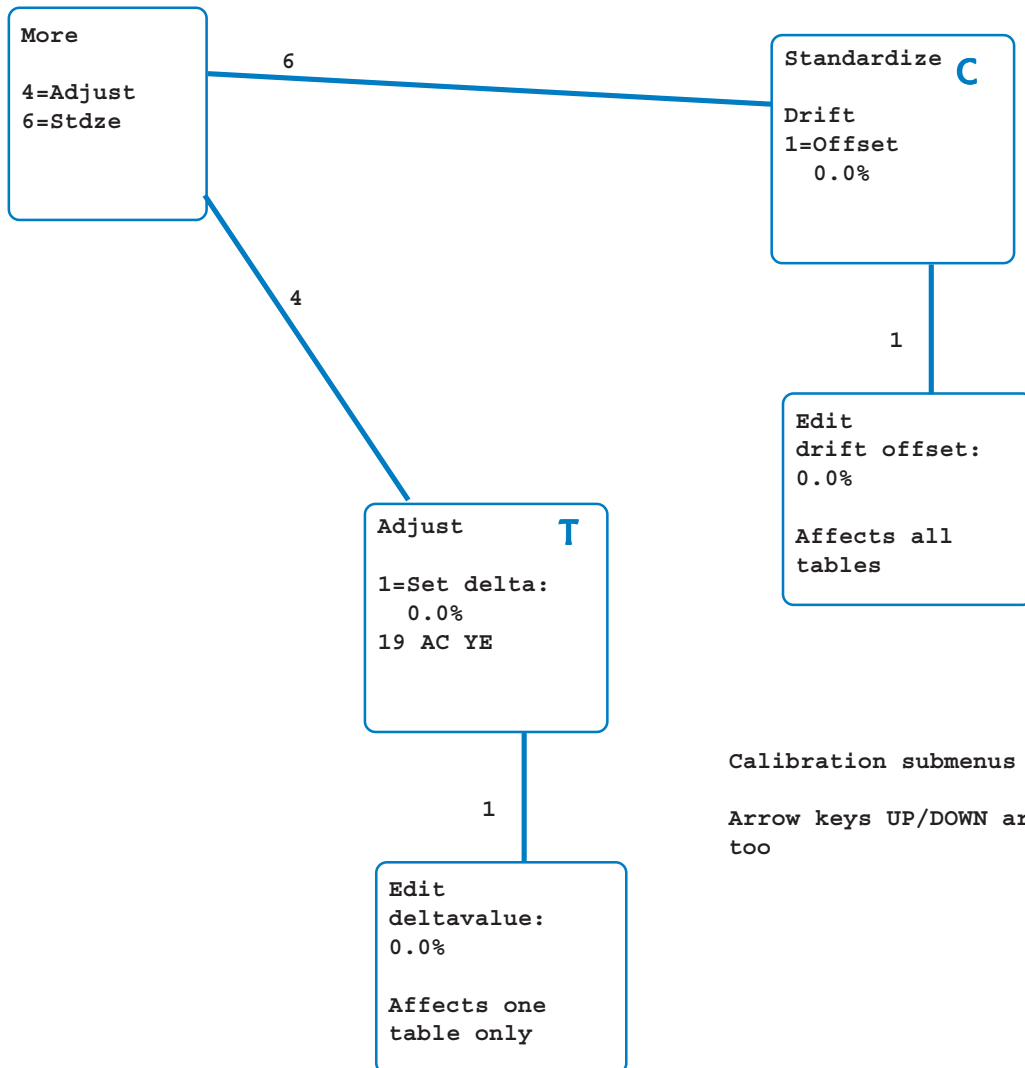 More
4=Adjust
6=Stdze
6
Standardize C
Drift
1=Offset
0.0%
4
1
Edit
drift offset:
0.0%
Affects all
tables
Adjust T
1=Set delta:
0.0%
19 AC YE
1
Edit
deltavalue:
0.0%
Affects one
table only
Calibration submenus
Arrow keys UP/DOWN
too